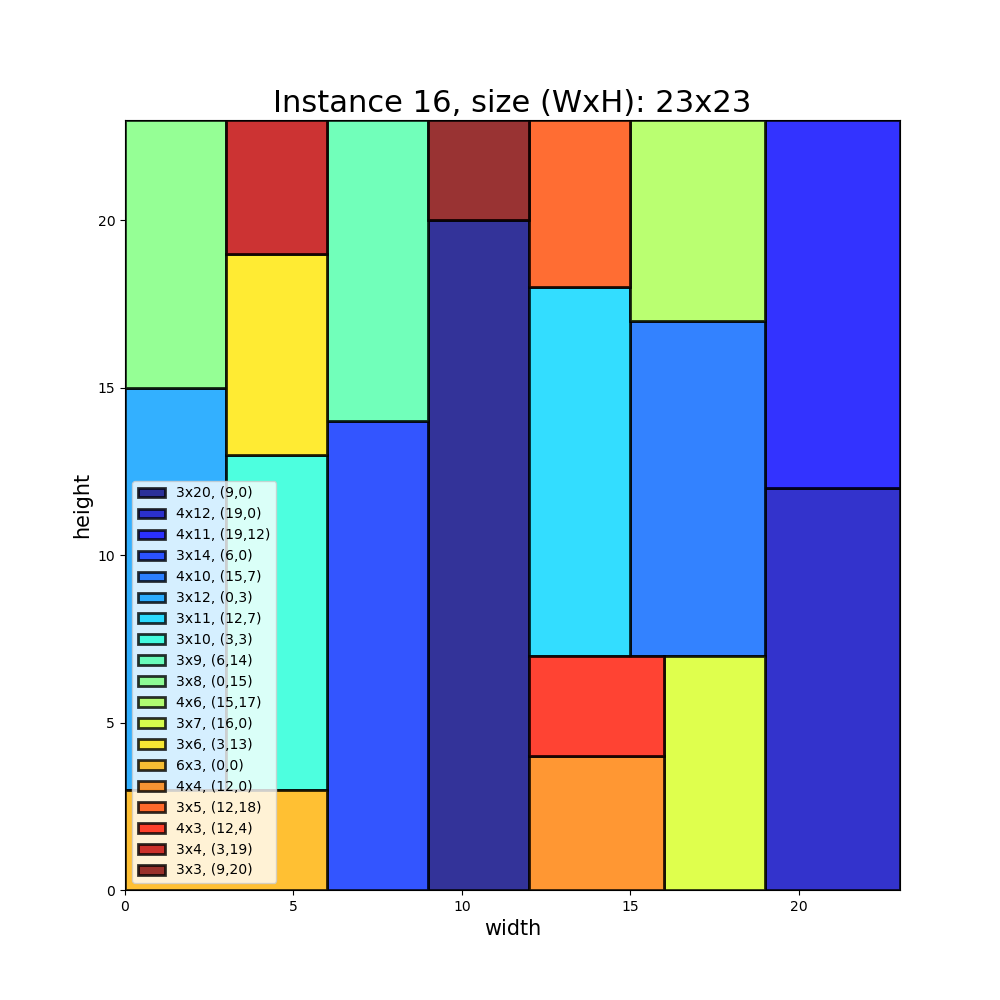 Instance 16, size (WxH): 23x23
height
20
15
10
5
0
3x20, (9,0)
4x12, (19,0)
4x11, (19,12)
3x14, (6,0)
4x10, (15,7)
3x12, (0,3)
3x11, (12,7)
3x10, (3,3)
3x9, (6,14)
3x8, (0,15)
4x6, (15,17)
3x7, (16,0)
3x6, (3,13)
6x3, (0,0)
4x4, (12,0)
3x5, (12,18)
4x3, (12,4)
3x4, (3,19)
3x3, (9,20)
0 5 10 15 20
width